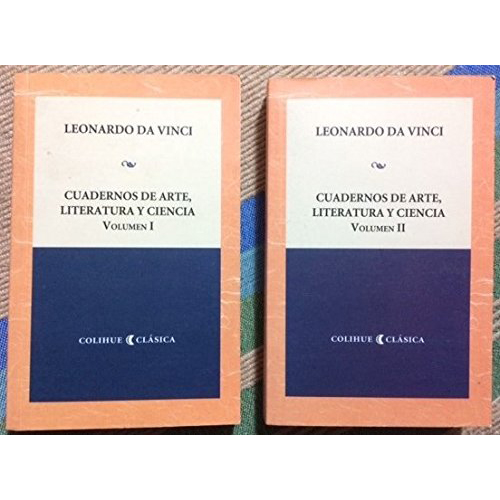 LEONARDO DA VINCI
CUADERNOS DE ARTE,
LITERATURA Y CIENCIA
VOLUMEN I
COLIHUE CLÁSICA
LEONARDO DA VINCI
CUADERNOS DE ARTE,
LITERATURA Y CIENCIA
VOLUMEN II
COLIHUE CLÁSICA